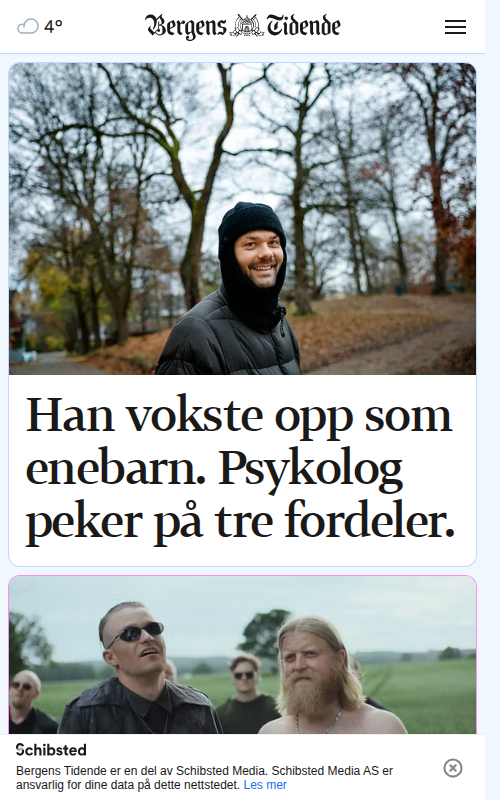 4°
Bergens Tidende
Han vokste opp som
enebarn. Psykolog
peker på tre fordeler.
Schibsted
Bergens Tidende er en del av Schibsted Media. Schibsted Media AS er
ansvarlig for dine data på dette nettstedet. Les mer